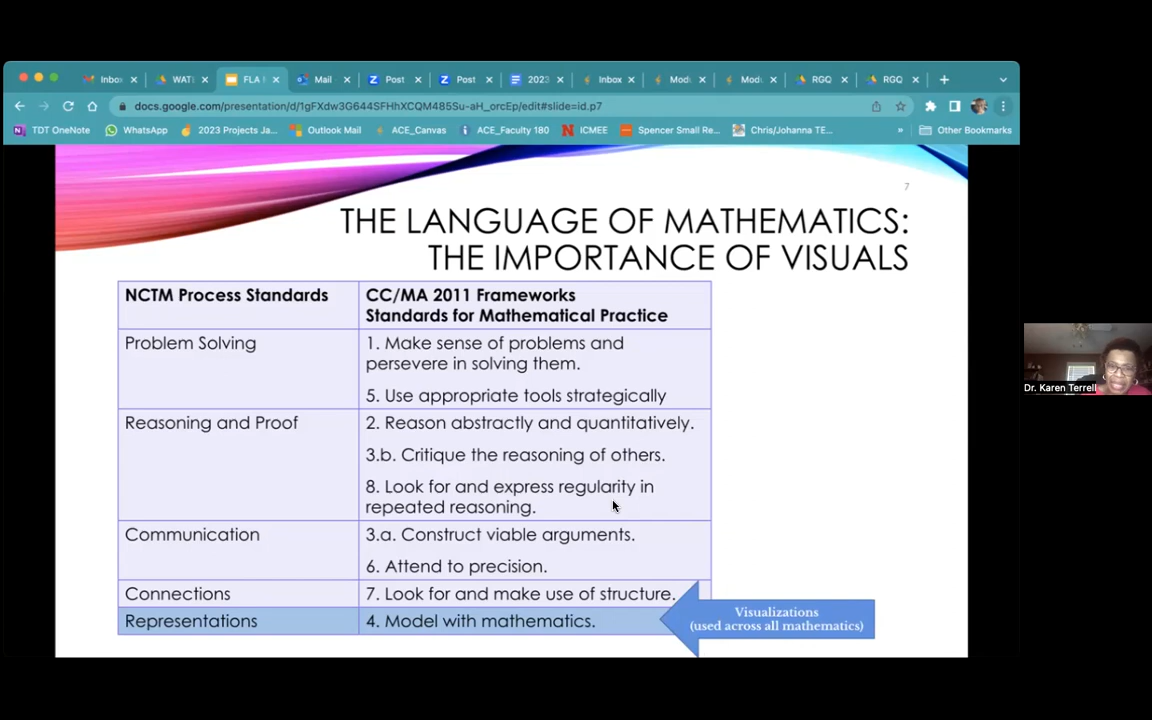 Inbox
WATI
FLA
Mail
Post
Post
2023
Inbox
Modu
Modu
RGQ
RGQ
docs.google.com/presentation/d/1gFXdw3G644SFHhXCQM485Su-aH_orcEp/edit#slide=id.p7
TDT OneNote
WhatsApp
2023 Projects Ja...
Outlook Mail
ACE_Canvas
ACE_Faculty 180
N ICMEE
Spencer Small Re...
Chris/Johanna TE...
»
Other Bookmarks
7
THE LANGUAGE OF MATHEMATICS:
THE IMPORTANCE OF VISUALS
NCTM Process Standards
CC/MA 2011 Frameworks
Standards for Mathematical Practice
Problem Solving
1. Make sense of problems and
persevere in solving them.
5. Use appropriate tools strategically
Reasoning and Proof
2. Reason abstractly and quantitatively.
3.b. Critique the reasoning of others.
8. Look for and express regularity in
repeated reasoning.
Communication
3.a. Construct viable arguments.
6. Attend to precision.
Connections
7. Look for and make use of structure.
Representations
4. Model with mathematics.
Visualizations
(used across all mathematics)
Dr. Karen Terrell